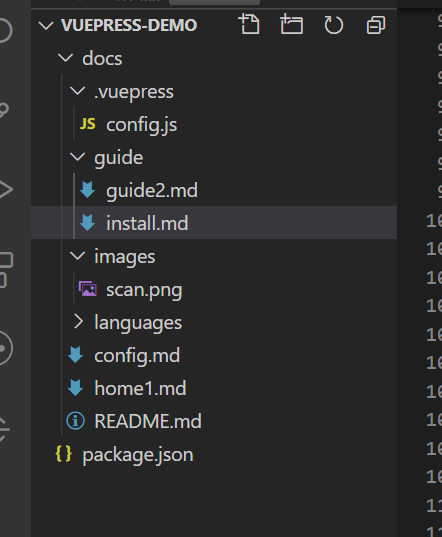 VUEPRESS-DEMO
docs
.vuepress
JS config.js
guide
guide2.md
install.md
images
scan.png
languages
config.md
home1.md
README.md
{} package.json